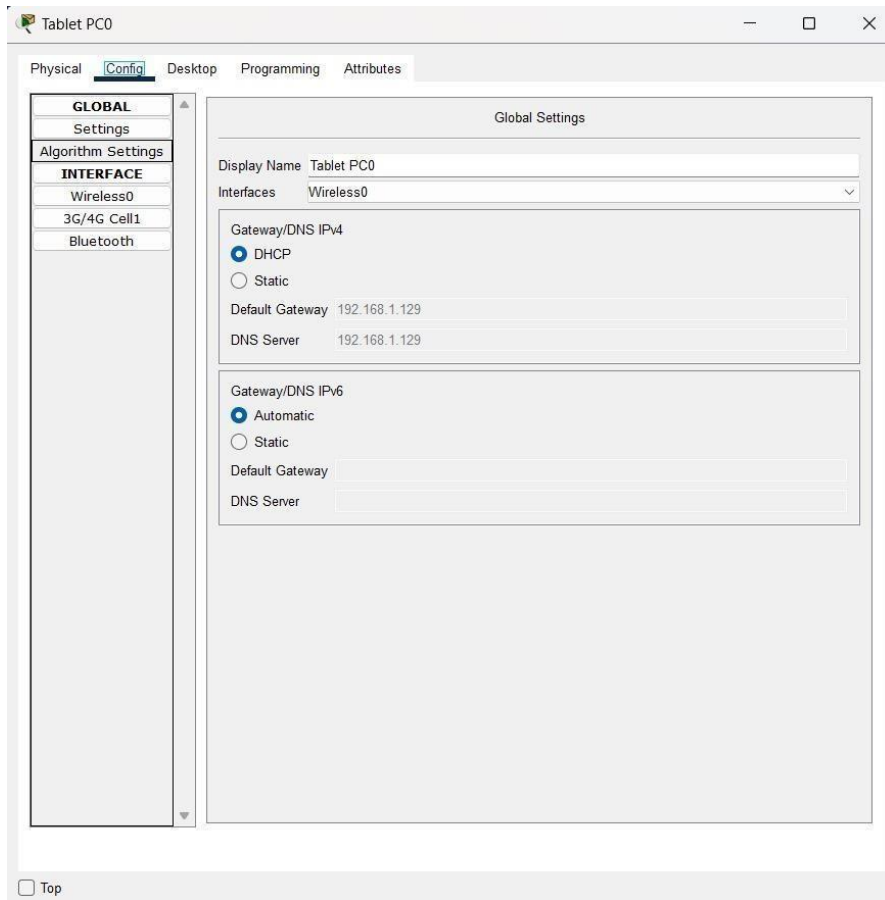 Tablet PC0
Physical Config Desktop Programming Attributes
GLOBAL
Settings
Algorithm Settings
INTERFACE
Wireless0
3G/4G Cell1
Bluetooth
Global Settings
Display Name Tablet PC0
Interfaces Wireless0
Gateway/DNS IPv4
DHCP
Static
Default Gateway 192.168.1.129
DNS Server 192.168.1.129
Gateway/DNS IPv6
Automatic
Static
Default Gateway
DNS Server
Top